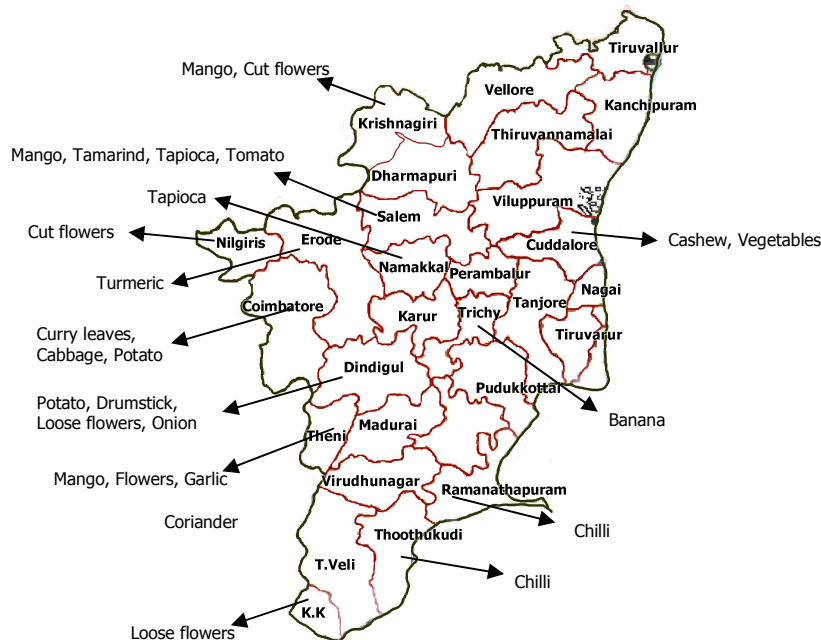 Tiruvallur
Mango, Cut flowers
Vellore
Kanchipuram
Krishnagiri
Thiruvannamalai
Mango, Tamarind, Tapioca, Tomato
Dharmapuri
Tapioca
Salem
Viluppuram
Cut flowers
Nilgiris
Erode
Cuddalore
Cashew, Vegetables
Namakkal
Perambalur
Turmeric
Nagai
Coimbatore
Tanjore
Karur
Trichy
Tiruvarur
Curry leaves,
Cabbage, Potato
Dindigul
Pudukkottai
Potato, Drumstick,
Loose flowers, Onion
Banana
Theni
Madurai
Mango, Flowers, Garlic
Virudhunagar
Ramanathapuram
Coriander
Chilli
Thoothukudi
T.Veli
Chilli
K.K
Loose flowers